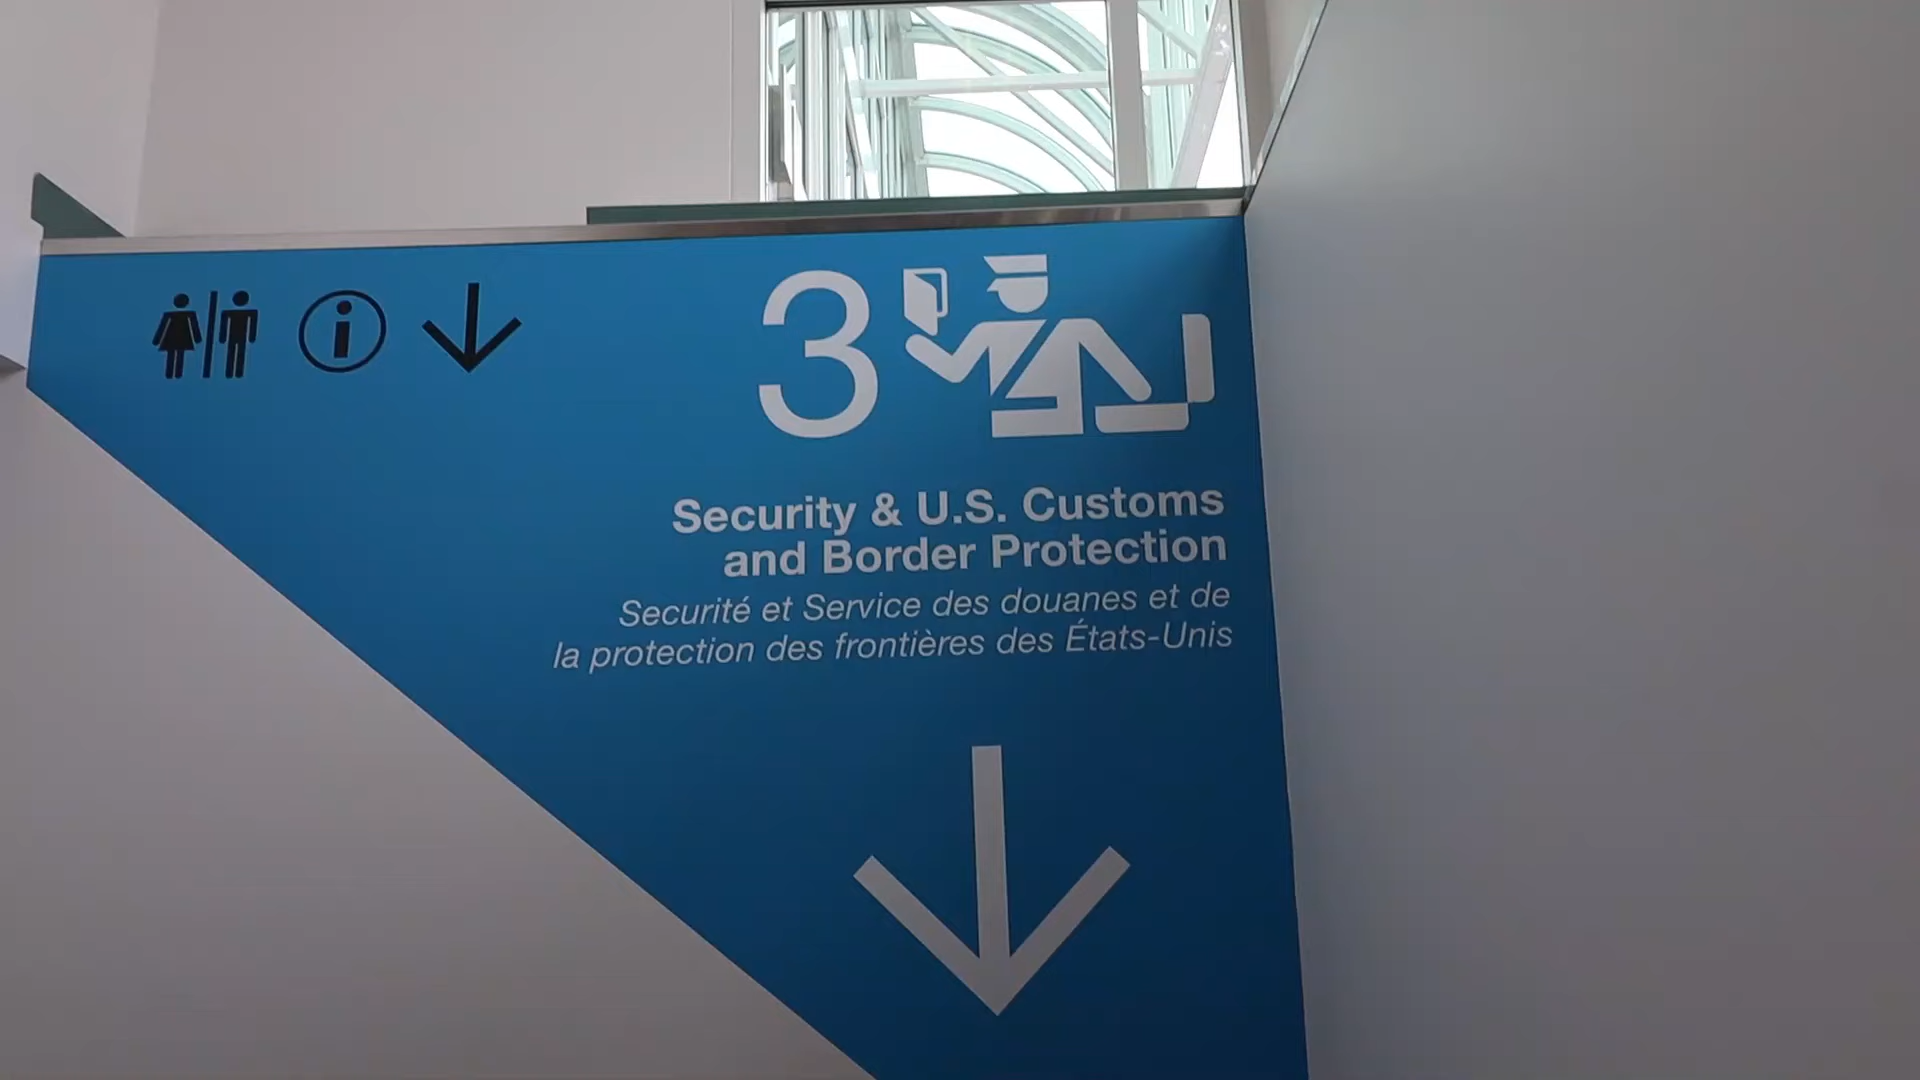 3
Security & U.S. Customs
and Border Protection
Securité et Service des douanes et de
la protection des frontières des États-Unis